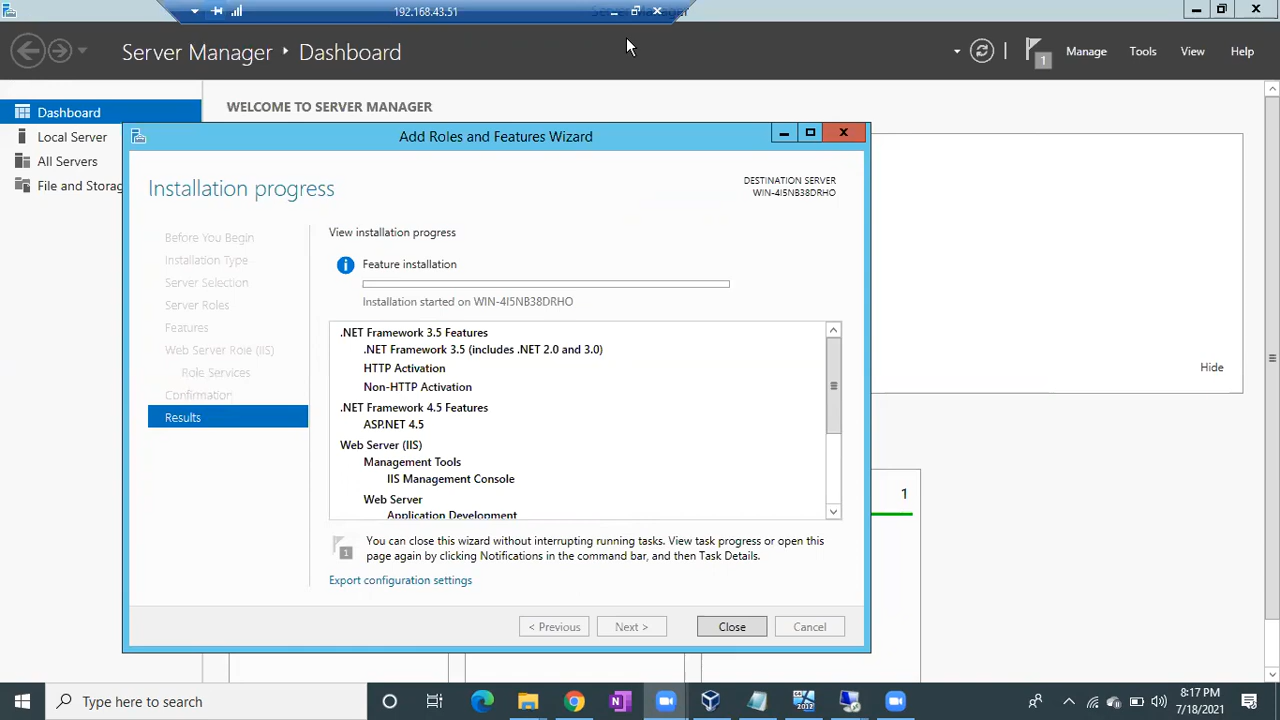 192.168.43.51
Server Manager
Server Manager
Dashboard
1
Manage
Tools
View
Help
Dashboard
Local Server
All Servers
File and Storag
WELCOME TO SERVER MANAGER
Add Roles and Features Wizard
Installation progress
DESTINATION SERVER
WIN-4I5NB38DRHO
Before You Begin
Installation Type
Server Selection
Server Roles
Features
Web Server Role (IIS)
Role Services
Confirmation
Results
View installation progress
Feature installation
Installation started on WIN-4I5NB38DRHO
.NET Framework 3.5 Features
.NET Framework 3.5 (includes .NET 2.0 and 3.0)
HTTP Activation
Non-HTTP Activation
.NET Framework 4.5 Features
ASP.NET 4.5
Web Server (IIS)
Management Tools
IIS Management Console
Web Server
Application Development
1
You can close this wizard without interrupting running tasks. View task progress or open this
page again by clicking Notifications in the command bar, and then Task Details.
Export configuration settings
< Previous
Next >
Close
Cancel
Hide
1
Type here to search
2017
8:17 PM
7/18/2021